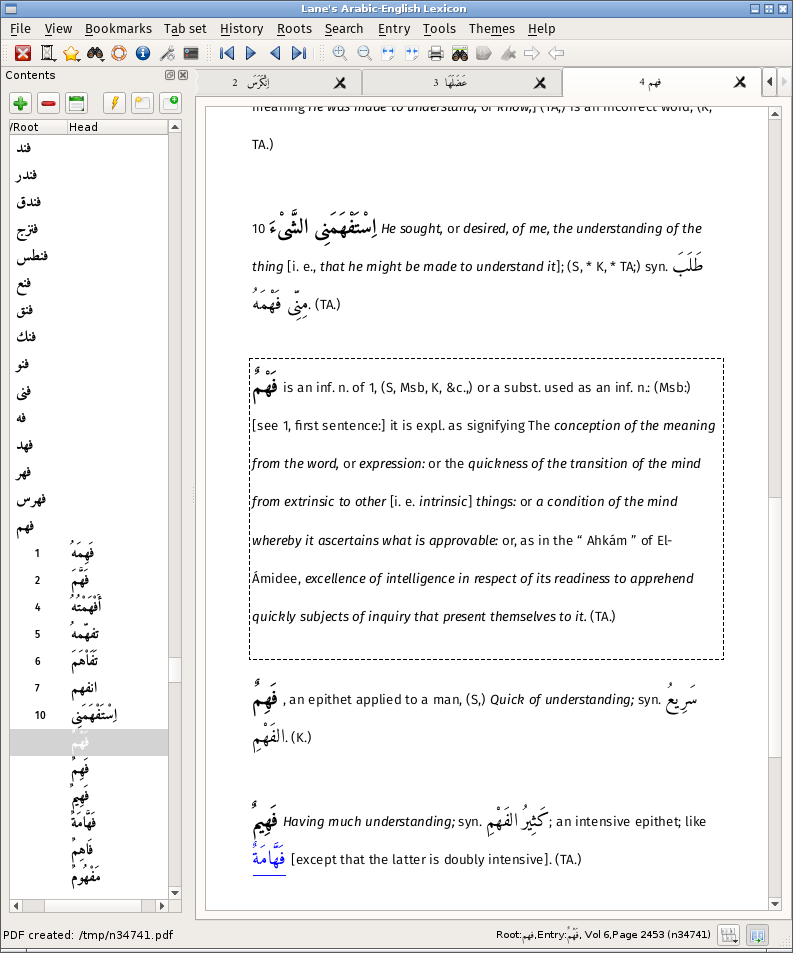 Lane's Arabic-English Lexicon
File View Bookmarks Tab set History Roots Search Entry Tools Themes Help
Contents
2 اِنْكَرَسَ
3 عَضَلَهَا
4 فهم
/Root Head
فند
فندر
فندق
فنزج
فنطس
فنع
فنق
فنك
فنو
فنى
فه
فهد
فهر
فهرس
فهم
1 فَهِمَهُ
2 فَهَّمَ
4 أَفْهَمْتُهُ
5 تفهّمهُ
6 تَفَاْهَمَ
7 انفهم
10 اِسْتَفْهَمَنِى
فَهْمٌ
فَهِمٌ
فَهِيمٌ
فَهَّامَةٌ
فَاهِمٌ
مَفْهُومٌ
meaning He was made to understand, or know,] (TA,) is an incorrect word, (K,
TA.)
10 اِسْتَفْهَمَنِى الشَّىْءَ He sought, or desired, of me, the understanding of the
thing [i. e., that he might be made to understand it]; (S, * K, * TA;) syn. طَلَبَ
مِنِّى فَهْمَهُ. (TA.)
فَهْمٌ is an inf. n. of 1, (S, Msb, K, &c.,) or a subst. used as an inf. n.: (Msb:)
[see 1, first sentence:] it is expl. as signifying The conception of the meaning
from the word, or expression: or the quickness of the transition of the mind
from extrinsic to other [i. e. intrinsic] things: or a condition of the mind
whereby it ascertains what is approvable: or, as in the “ Ahkám ” of El-
Ámidee, excellence of intelligence in respect of its readiness to apprehend
quickly subjects of inquiry that present themselves to it. (TA.)
فَهِمٌ , an epithet applied to a man, (S,) Quick of understanding; syn. سَرِيعُ
الفَهْمِ. (K.)
فَهِيمٌ Having much understanding; syn. كَثِيرُ الفَهْمِ; an intensive epithet; like
فَهَّامَةٌ [except that the latter is doubly intensive]. (TA.)
PDF created: /tmp/n34741.pdf
Root:فهم,Entry:فَهْمٌ, Vol 6,Page 2453 (n34741)